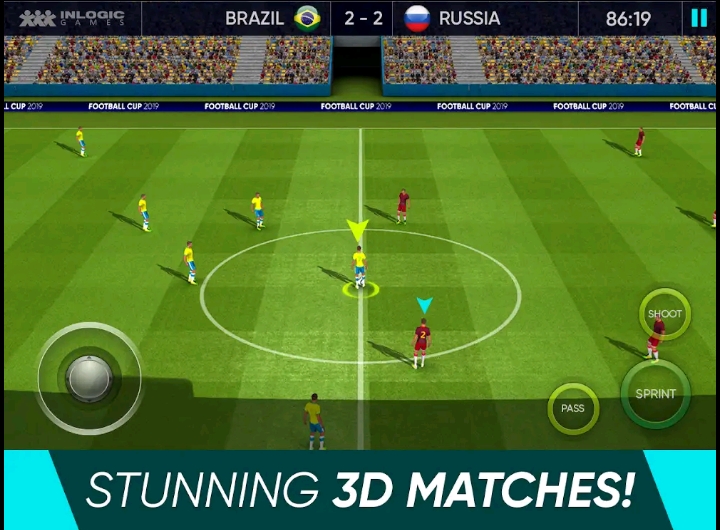 INLOGIC
GAMES
BRAZIL 2 - 2 RUSSIA 86:19
L CUP 2019 FOOTBALL CUP 2019 FOOTBALL CUP 2019 FOOTBALL CUP 2019 FOOTBALL CUP 2019 FOOTBALL CUP 2019 FOOTBALL
2
SHOOT
SPRINT
PASS
STUNNING 3D MATCHES!